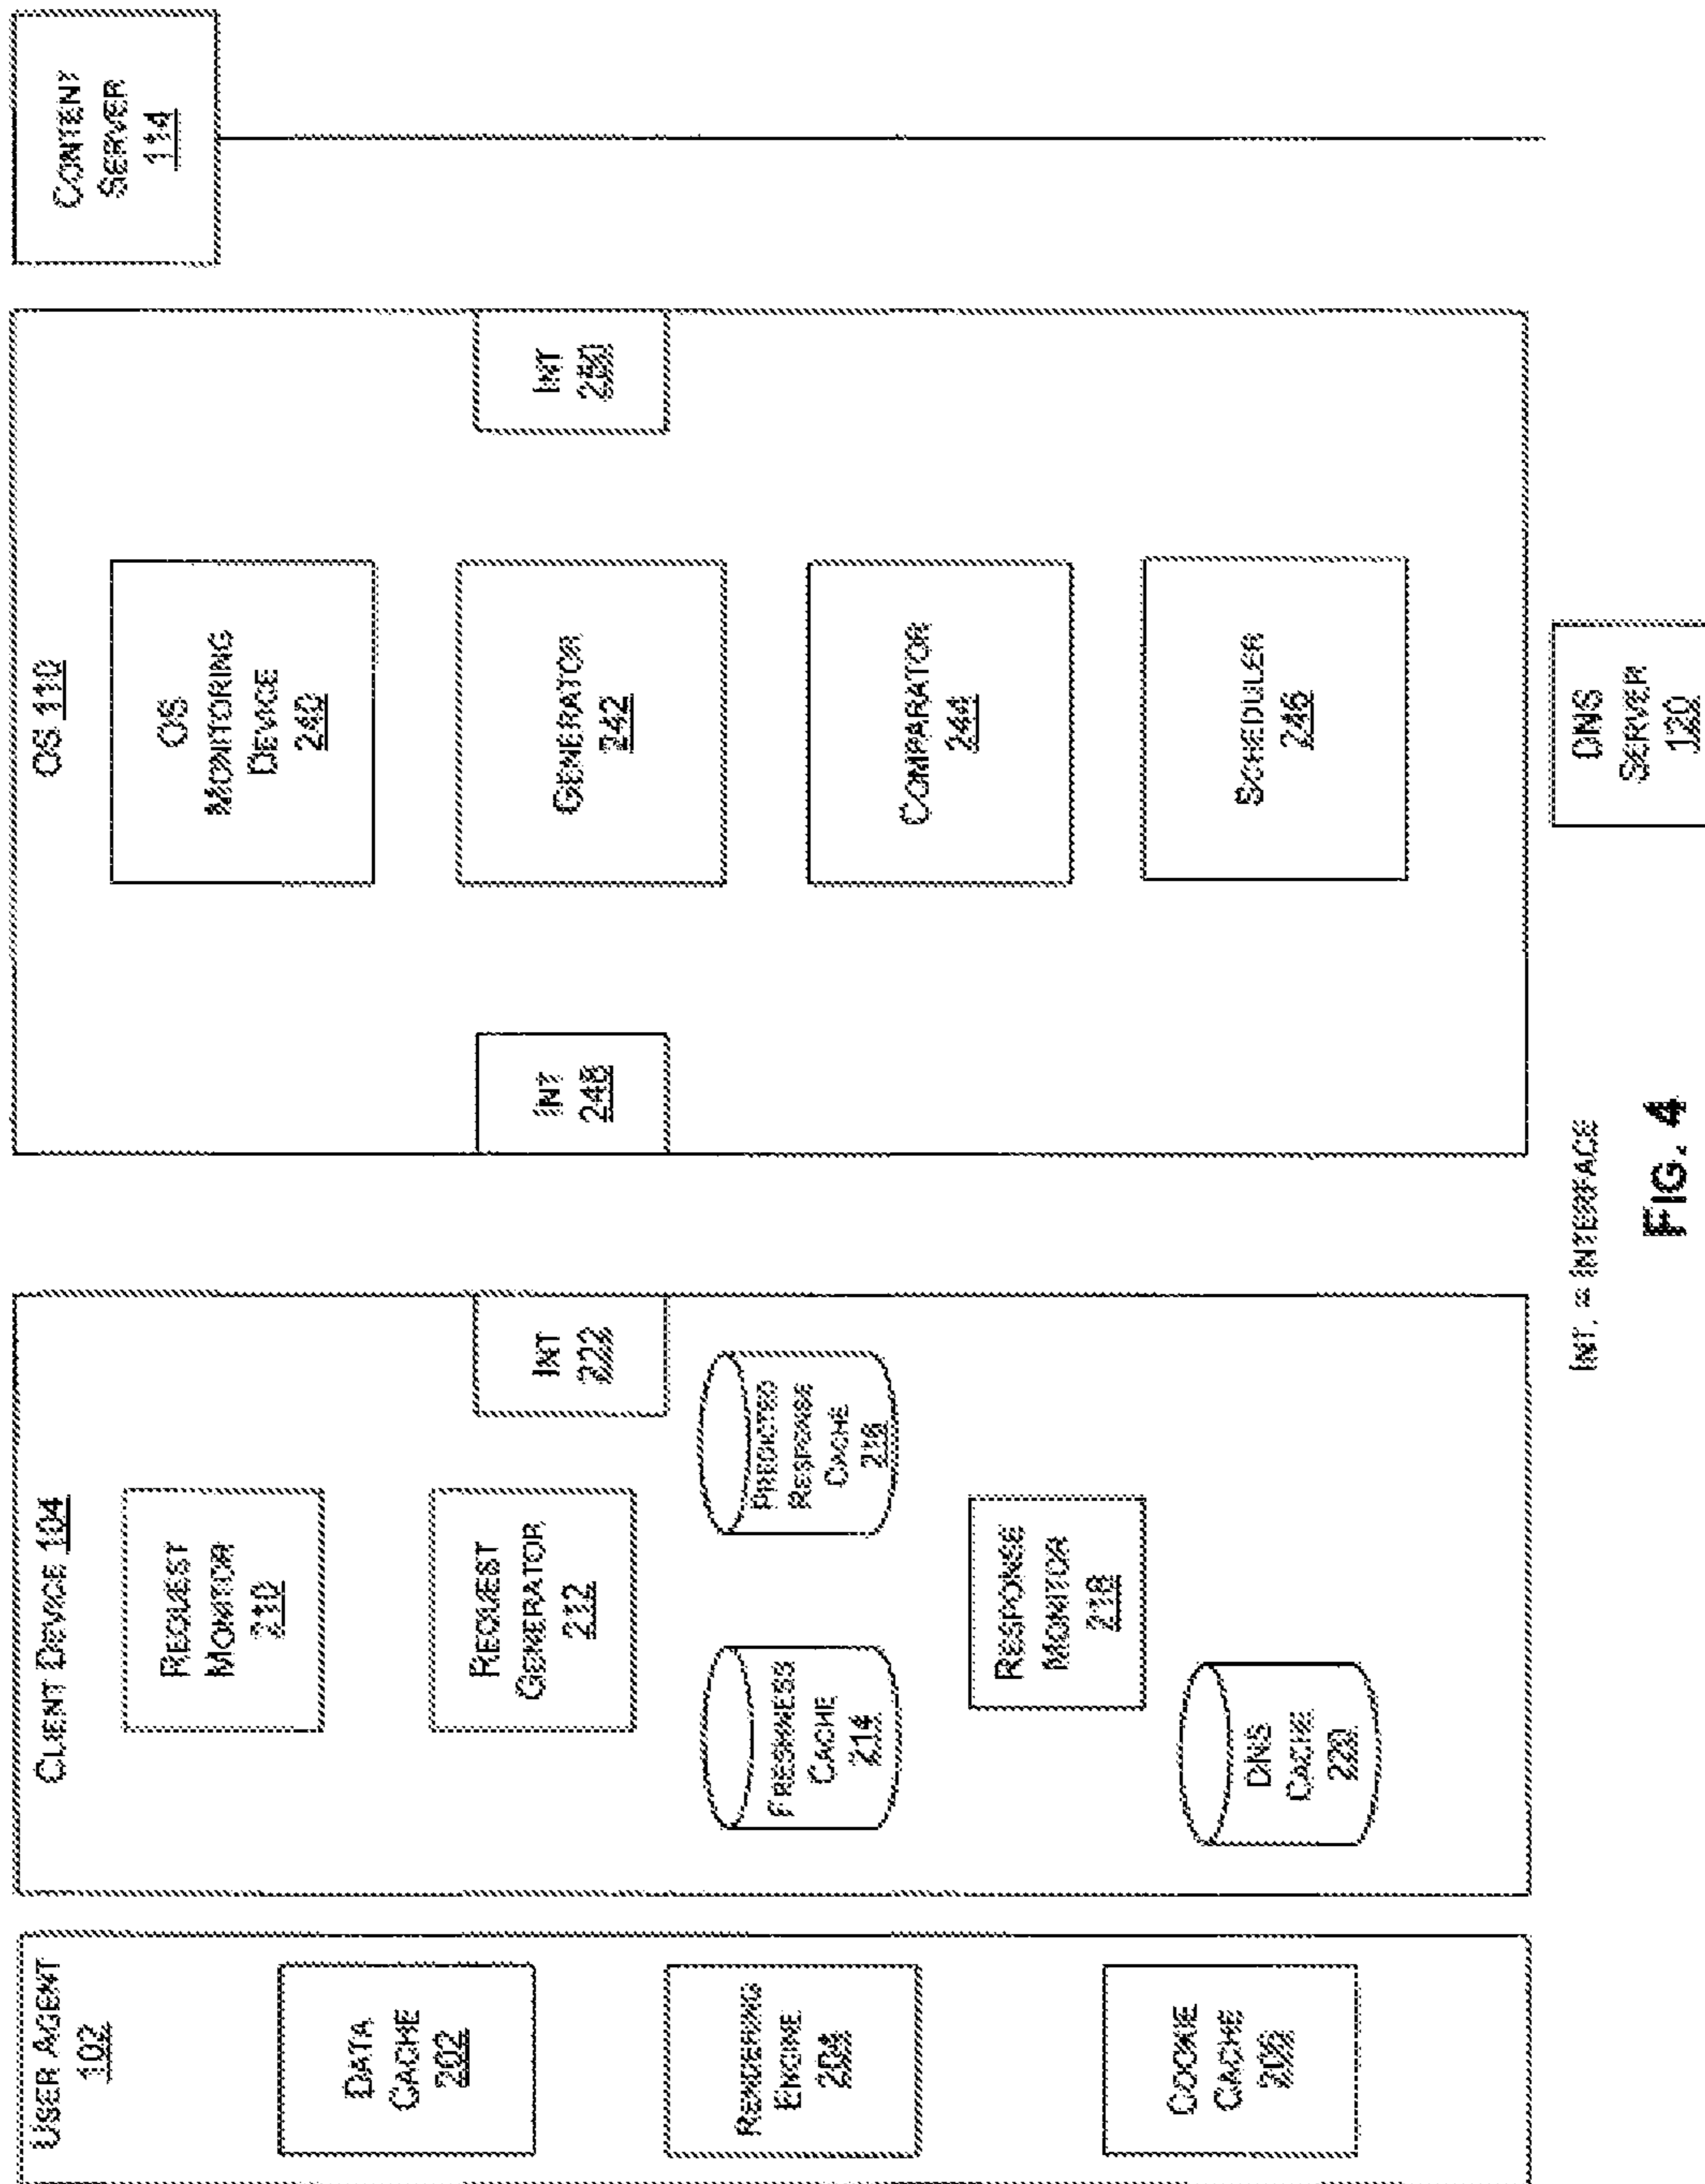 USER AGENT
102
DATA
CACHE
202
RENDERING
ENGINE
204
COOKIE
CACHE
206
CLIENT DEVICE 104
REQUEST
MONITOR
210
REQUEST
GENERATOR
212
INT
222
FRESHNESS
CACHE
214
PREDICTED
RESPONSE
CACHE
216
RESPONSE
MONITOR
218
DNS
CACHE
220
OS 110
OS
MONITORING
DEVICE
240
GENERATOR
242
COMPARATOR
244
SCHEDULER
246
INT
248
INT
250
CONTENT
SERVER
114
DNS
SERVER
120
INT. = INTERFACE
FIG. 4